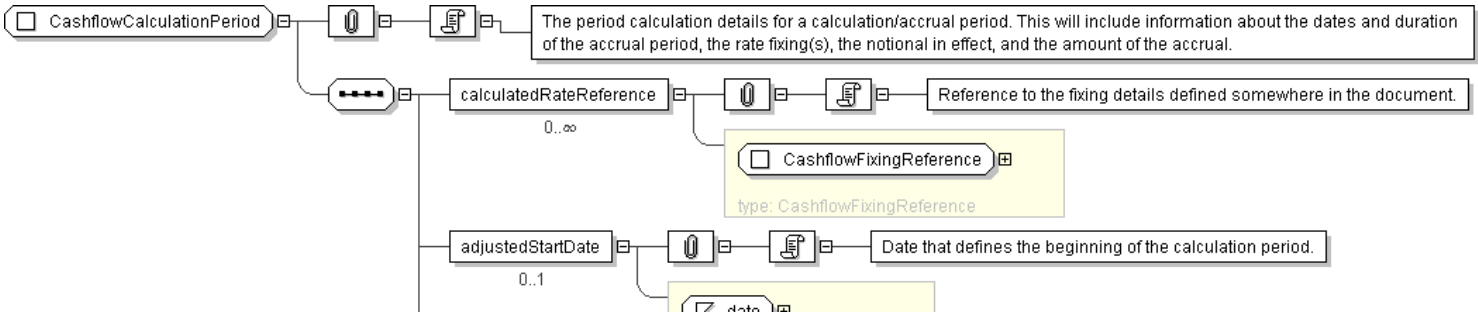 CashflowCalculationPeriod
The period calculation details for a calculation/accrual period. This will include information about the dates and duration
of the accrual period, the rate fixing(s), the notional in effect, and the amount of the accrual.
calculatedRateReference
Reference to the fixing details defined somewhere in the document.
0..∞
CashflowFixingReference
type: CashflowFixingReference
adjustedStartDate
Date that defines the beginning of the calculation period.
0..1
date